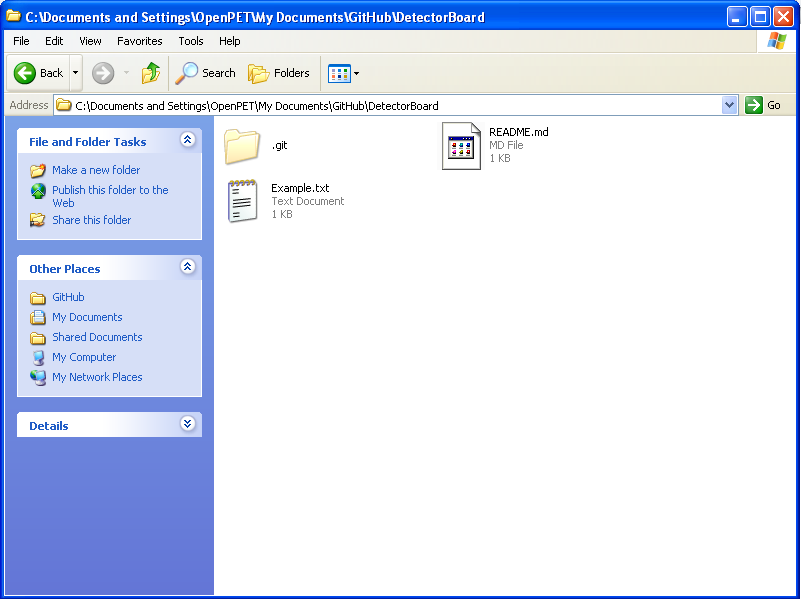 C:\Documents and Settings\OpenPET\My Documents\GitHub\DetectorBoard
File Edit View Favorites Tools Help
Back Search Folders
Address C:\Documents and Settings\OpenPET\My Documents\GitHub\DetectorBoard Go
File and Folder Tasks
Make a new folder
Publish this folder to the
Web
Share this folder
Other Places
GitHub
My Documents
Shared Documents
My Computer
My Network Places
Details
.git
README.md
MD File
1 KB
Example.txt
Text Document
1 KB